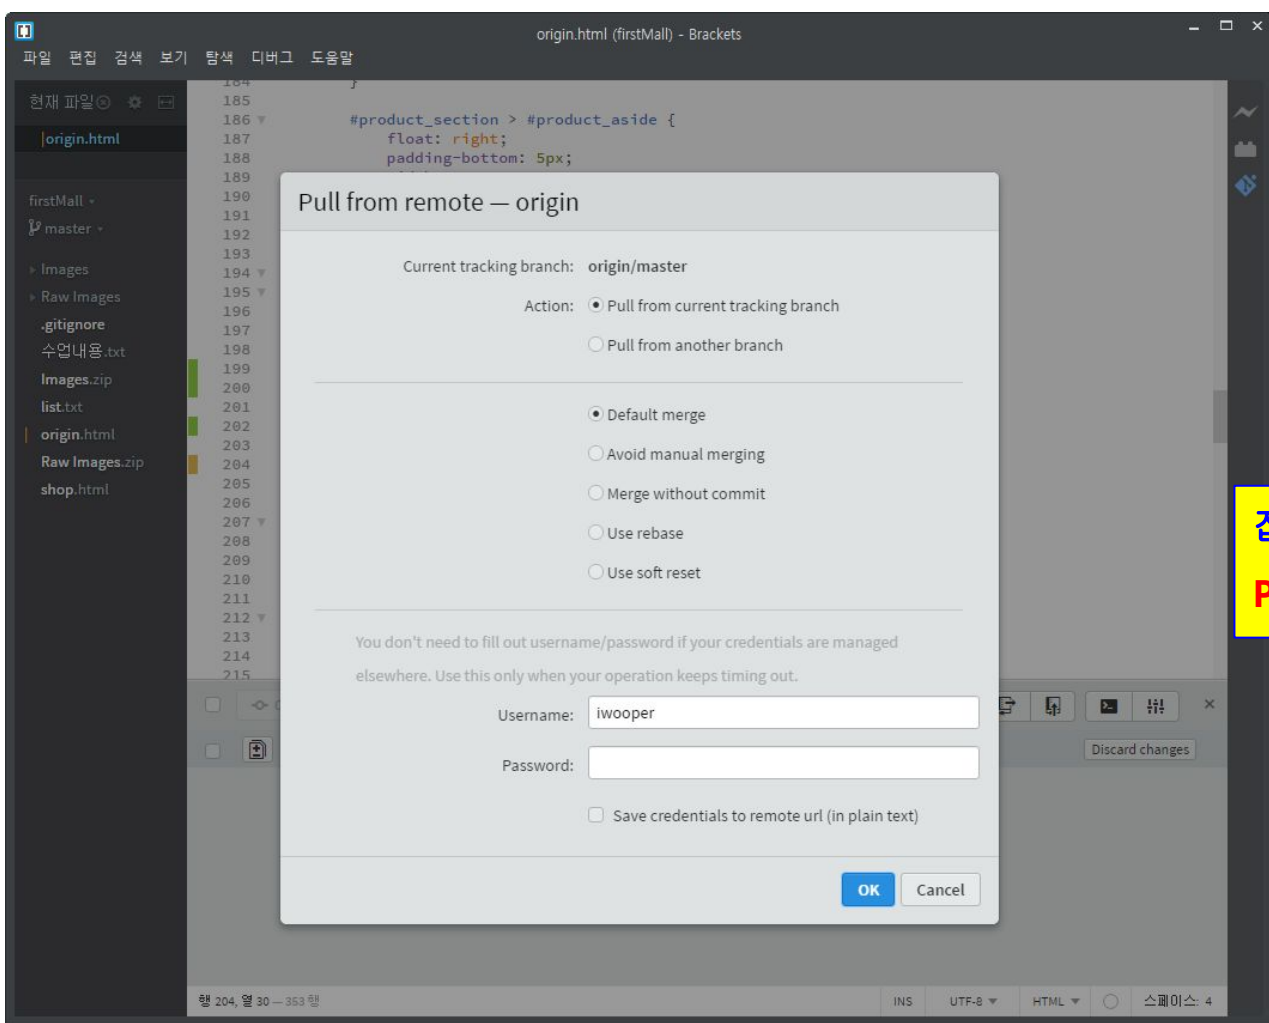 origin.html (firstMall) - Brackets
파일 편집 검색 보기 탐색 디버그 도움말
현재 파일
origin.html
firstMall
master
Images
Raw Images
.gitignore
수업내용.txt
Images.zip
list.txt
origin.html
Raw Images.zip
shop.html
184 }
185
186 #product_section > #product_aside {
187 float: right;
188 padding-bottom: 5px;
189
190
191
192
193
194
195
196
197
198
199
200
201
202
203
204
205
206
207
208
209
210
211
212
213
214
215
Pull from remote — origin
Current tracking branch: origin/master
Action: Pull from current tracking branch
Pull from another branch
Default merge
Avoid manual merging
Merge without commit
Use rebase
Use soft reset
You don't need to fill out username/password if your credentials are managed
elsewhere. Use this only when your operation keeps timing out.
Username: iwooper
Password:
Save credentials to remote url (in plain text)
OK Cancel
Discard changes
행 204, 열 30 — 353 행
INS UTF-8 HTML 스페이스: 4